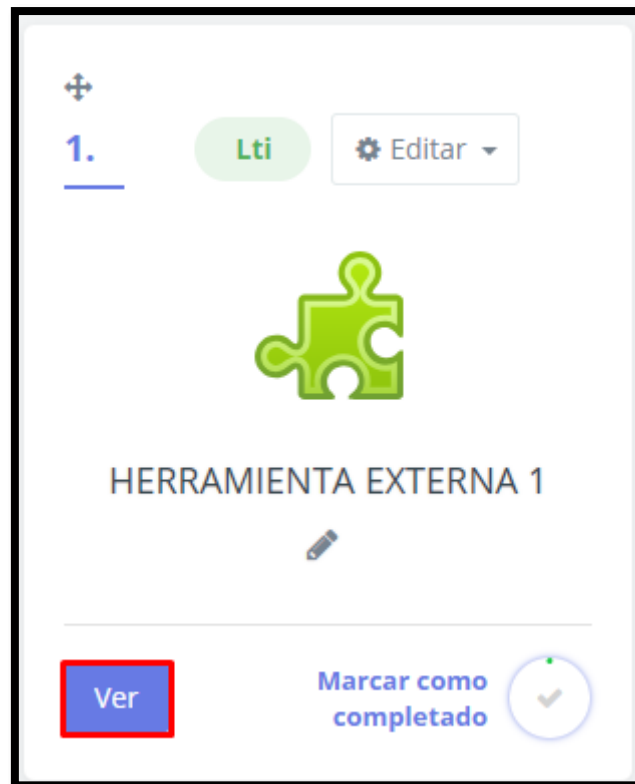 1. Lti Editar
HERRAMIENTA EXTERNA 1
Ver
Marcar como
completado